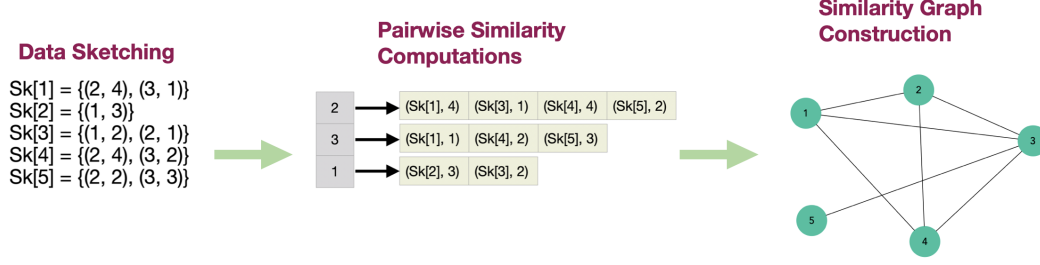 Data Sketching
Sk[1] = {(2, 4), (3, 1)}
Sk[2] = {(1, 3)}
Sk[3] = {(1, 2), (2, 1)}
Sk[4] = {(2, 4), (3, 2)}
Sk[5] = {(2, 2), (3, 3)}
Pairwise Similarity
Computations
2 (Sk[1], 4) (Sk[3], 1) (Sk[4], 4) (Sk[5], 2)
3 (Sk[1], 1) (Sk[4], 2) (Sk[5], 3)
1 (Sk[2], 3) (Sk[3], 2)
Similarity Graph
Construction
2
1
3
5
4